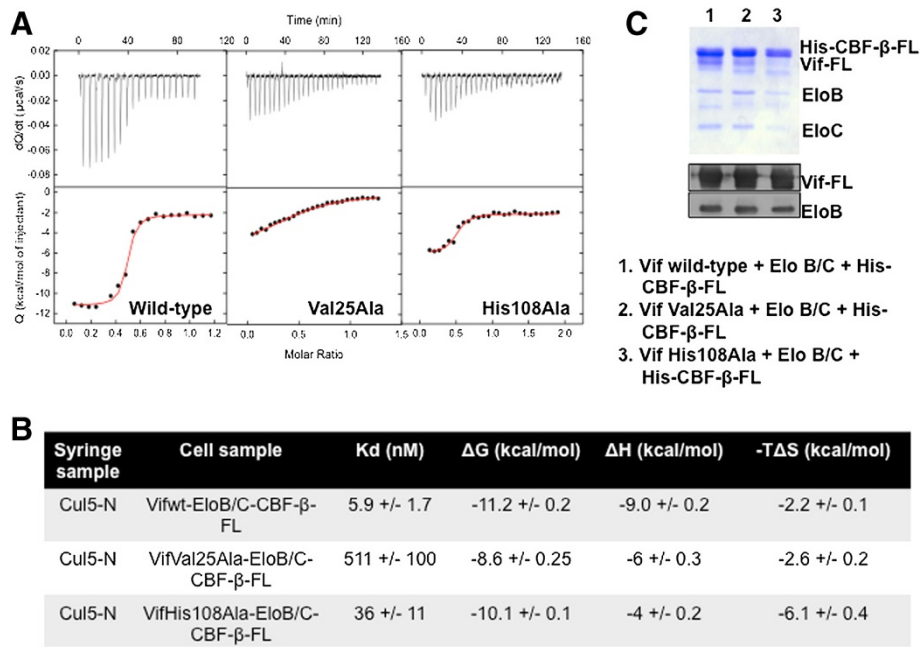 A
Time (min)
0 40 80 120
0 40 80 120
0 40 80 120 160
0.02
0.00
-0.02
-0.04
-0.06
-0.08
dQ/dt (µcal/s)
0
-2
-4
-6
-8
-10
-12
Q (kcal/mol of injectant)
Wild-type
Val25Ala
His108Ala
0.0 0.2 0.4 0.6 0.8 1.0 1.2
0.0 0.5 1.0 1.5
0.0 0.5 1.0 1.5 2.0
Molar Ratio
C
1 2 3
His-CBF-β-FL
Vif-FL
EloB
EloC
Vif-FL
EloB
1. Vif wild-type + Elo B/C + His-
CBF-β-FL
2. Vif Val25Ala + Elo B/C + His-
CBF-β-FL
3. Vif His108Ala + Elo B/C +
His-CBF-β-FL
B
Syringe sample Cell sample Kd (nM) ΔG (kcal/mol) ΔH (kcal/mol) -TΔS (kcal/mol)
Cul5-N Vifwt-EloB/C-CBF-β-FL 5.9 +/- 1.7 -11.2 +/- 0.2 -9.0 +/- 0.2 -2.2 +/- 0.1
Cul5-N VifVal25Ala-EloB/C-CBF-β-FL 511 +/- 100 -8.6 +/- 0.25 -6 +/- 0.3 -2.6 +/- 0.2
Cul5-N VifHis108Ala-EloB/C-CBF-β-FL 36 +/- 11 -10.1 +/- 0.1 -4 +/- 0.2 -6.1 +/- 0.4